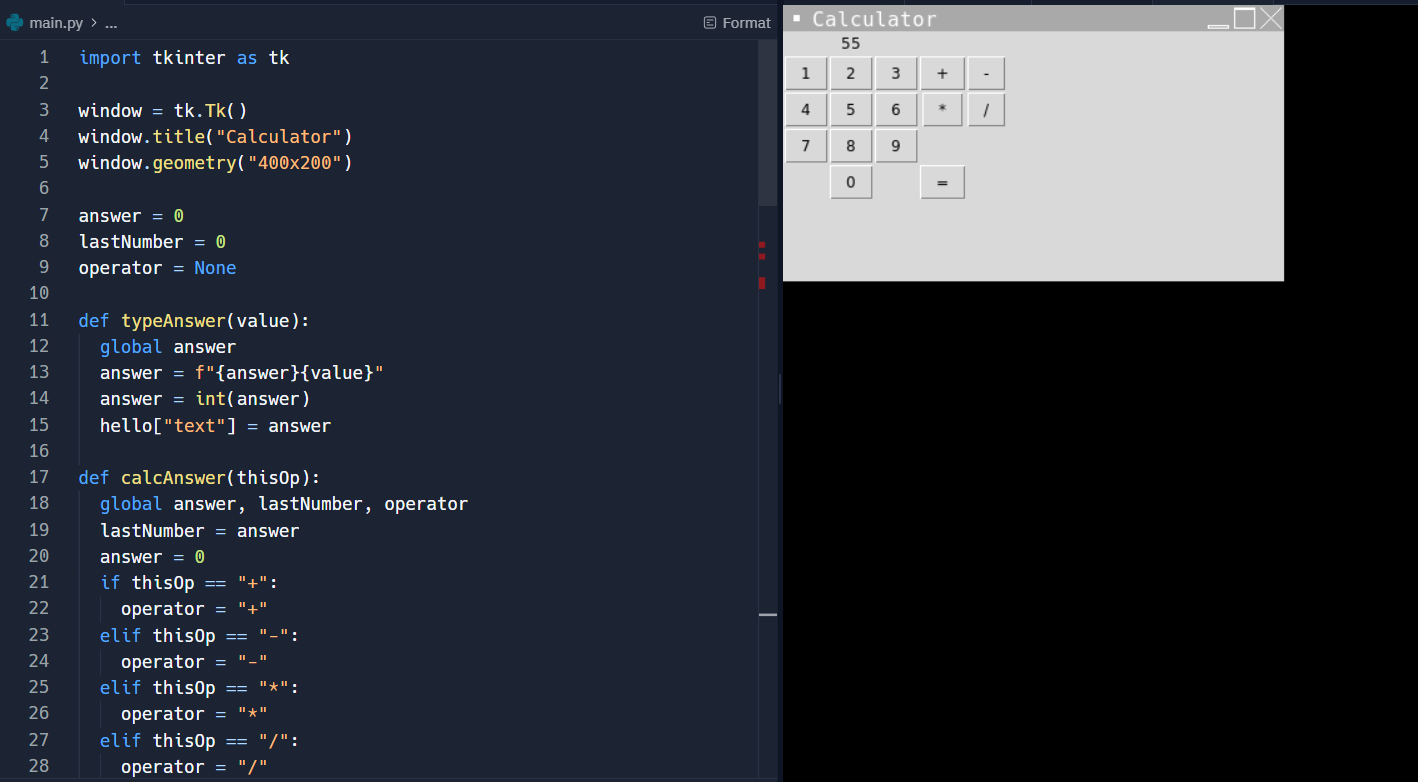 main.py > ...
Format
1 import tkinter as tk
2
3 window = tk.Tk()
4 window.title("Calculator")
5 window.geometry("400x200")
6
7 answer = 0
8 lastNumber = 0
9 operator = None
10
11 def typeAnswer(value):
12   global answer
13   answer = f"{answer}{value}"
14   answer = int(answer)
15   hello["text"] = answer
16
17 def calcAnswer(thisOp):
18   global answer, lastNumber, operator
19   lastNumber = answer
20   answer = 0
21   if thisOp == "+":
22     operator = "+"
23   elif thisOp == "-":
24     operator = "-"
25   elif thisOp == "*":
26     operator = "*"
27   elif thisOp == "/":
28     operator = "/"
Calculator
55
1 2 3 + -
4 5 6 * /
7 8 9
0 =